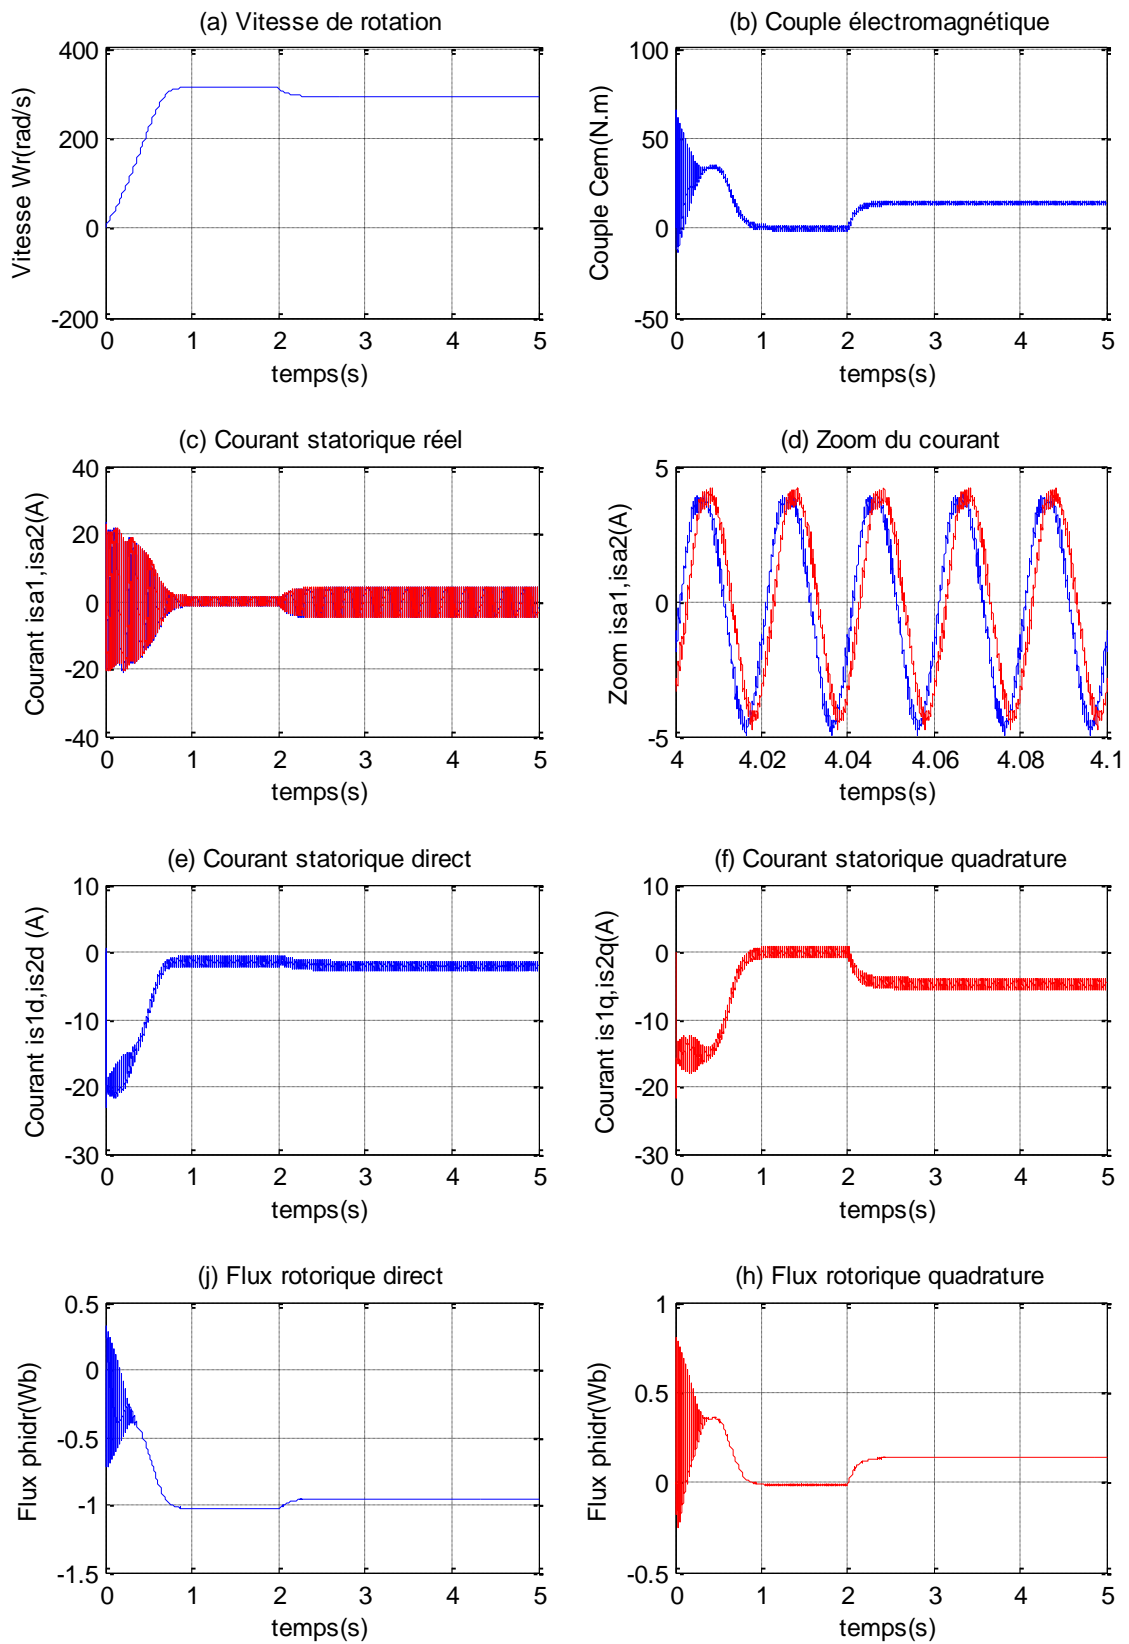 (a) Vitesse de rotation
Vitesse Wr(rad/s)
400
200
0
-200
0 1 2 3 4 5
temps(s)
(b) Couple électromagnétique
Couple Cem(N.m)
100
50
0
-50
0 1 2 3 4 5
temps(s)
(c) Courant statorique réel
Courant isa1,isa2(A)
40
20
0
-20
-40
0 1 2 3 4 5
temps(s)
(d) Zoom du courant
Zoom isa1,isa2(A)
5
0
-5
4 4.02 4.04 4.06 4.08 4.1
temps(s)
(e) Courant statorique direct
Courant is1d,is2d (A)
10
0
-10
-20
-30
0 1 2 3 4 5
temps(s)
(f) Courant statorique quadrature
Courant is1q,is2q(A)
10
0
-10
-20
-30
0 1 2 3 4 5
temps(s)
(j) Flux rotorique direct
Flux phidr(Wb)
0.5
0
-0.5
-1
-1.5
0 1 2 3 4 5
temps(s)
(h) Flux rotorique quadrature
Flux phidr(Wb)
1
0.5
0
-0.5
0 1 2 3 4 5
temps(s)